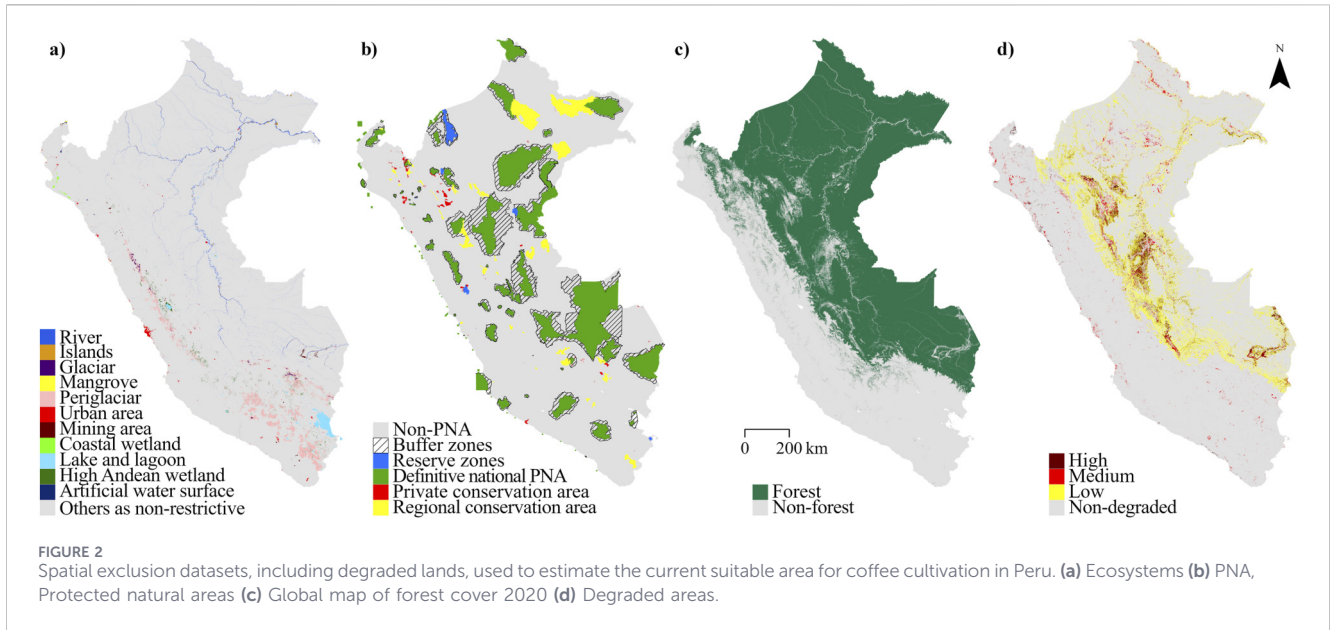 a)
b)
c)
d)
N
River
Islands
Glaciar
Mangrove
Periglaciar
Urban area
Mining area
Coastal wetland
Lake and lagoon
High Andean wetland
Artificial water surface
Others as non-restrictive
Non-PNA
Buffer zones
Reserve zones
Definitive national PNA
Private conservation area
Regional conservation area
0 200 km
Forest
Non-forest
High
Medium
Low
Non-degraded
FIGURE 2
Spatial exclusion datasets, including degraded lands, used to estimate the current suitable area for coffee cultivation in Peru. (a) Ecosystems (b) PNA,
Protected natural areas (c) Global map of forest cover 2020 (d) Degraded areas.